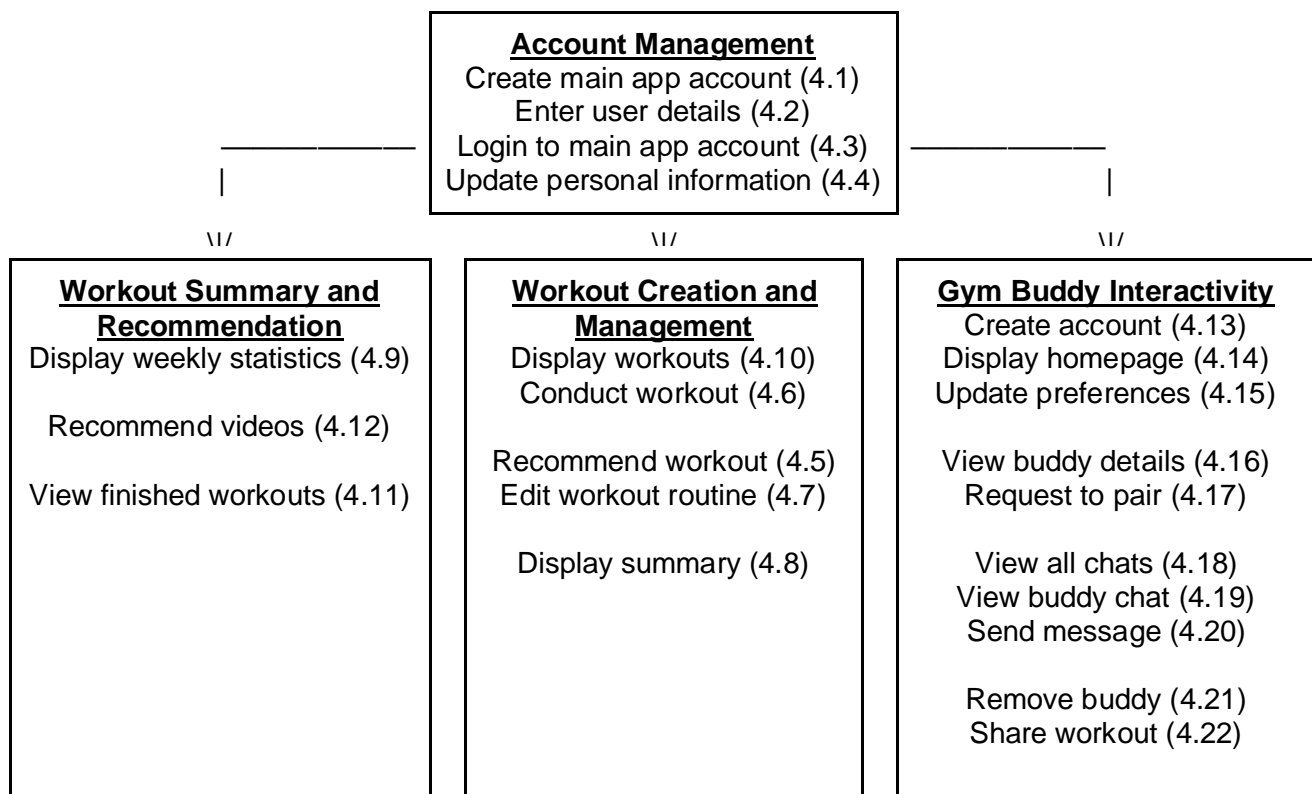 Account Management
Create main app account (4.1)
Enter user details (4.2)
Login to main app account (4.3)
Update personal information (4.4)
Workout Summary and
Recommendation
Display weekly statistics (4.9)
Recommend videos (4.12)
View finished workouts (4.11)
Workout Creation and
Management
Display workouts (4.10)
Conduct workout (4.6)
Recommend workout (4.5)
Edit workout routine (4.7)
Display summary (4.8)
Gym Buddy Interactivity
Create account (4.13)
Display homepage (4.14)
Update preferences (4.15)
View buddy details (4.16)
Request to pair (4.17)
View all chats (4.18)
View buddy chat (4.19)
Send message (4.20)
Remove buddy (4.21)
Share workout (4.22)